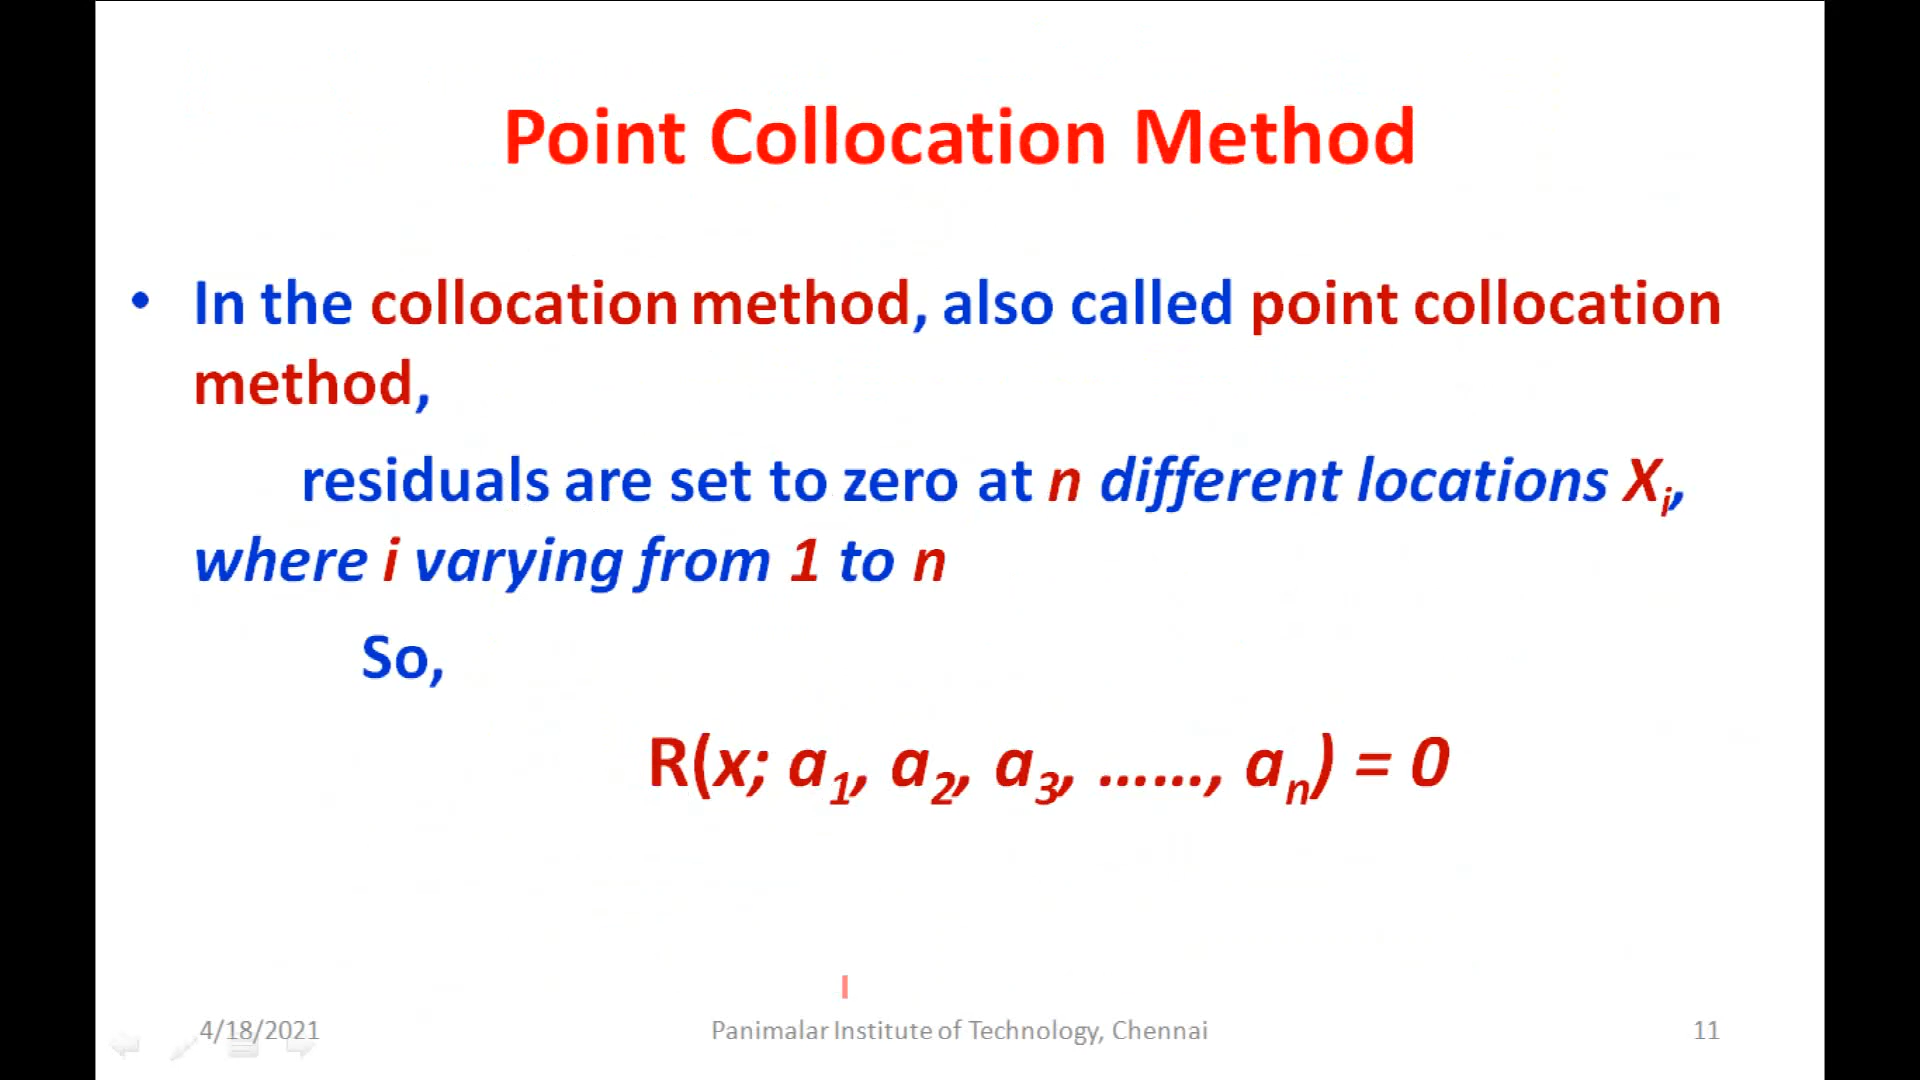 Point Collocation Method
• In the collocation method, also called point collocation
method,
residuals are set to zero at n different locations Xᵢ,
where i varying from 1 to n
So,
R(x; a₁, a₂, a₃, ……, aₙ) = 0
4/18/2021
Panimalar Institute of Technology, Chennai
11